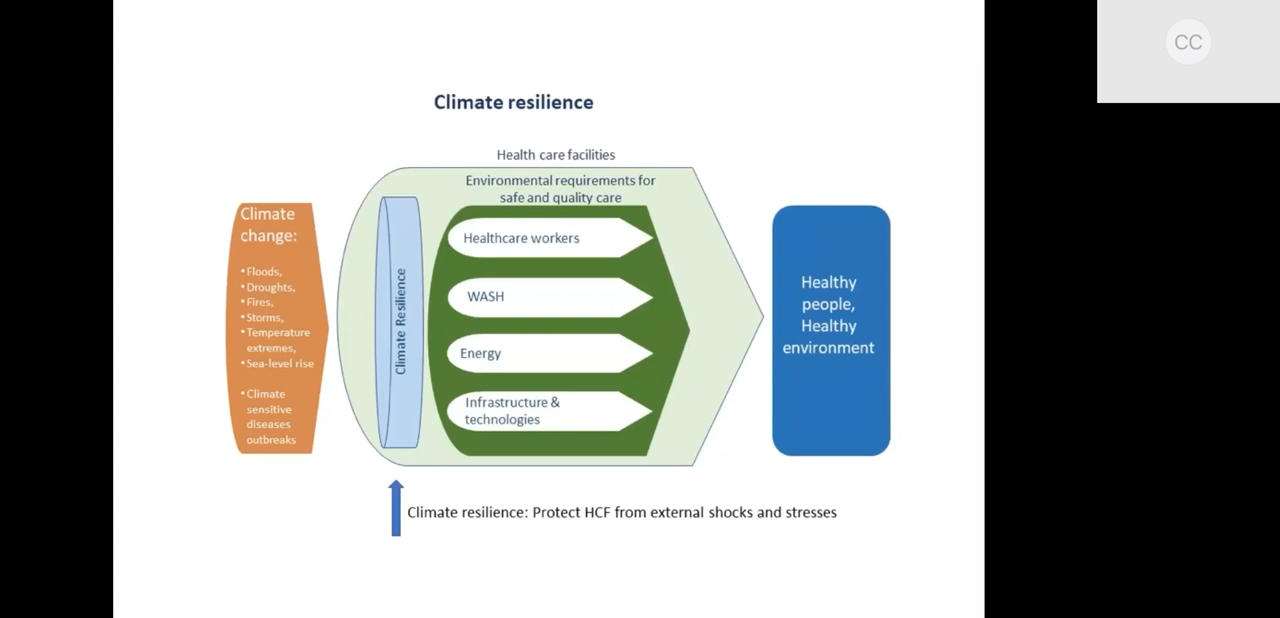 CC
Climate resilience
Health care facilities
Environmental requirements for
safe and quality care
Climate
change:
• Floods,
• Droughts,
• Fires,
• Storms,
• Temperature
extremes,
• Sea-level rise
• Climate
sensitive
diseases
outbreaks
Climate Resilience
Healthcare workers
WASH
Energy
Infrastructure &
technologies
Healthy
people,
Healthy
environment
Climate resilience: Protect HCF from external shocks and stresses